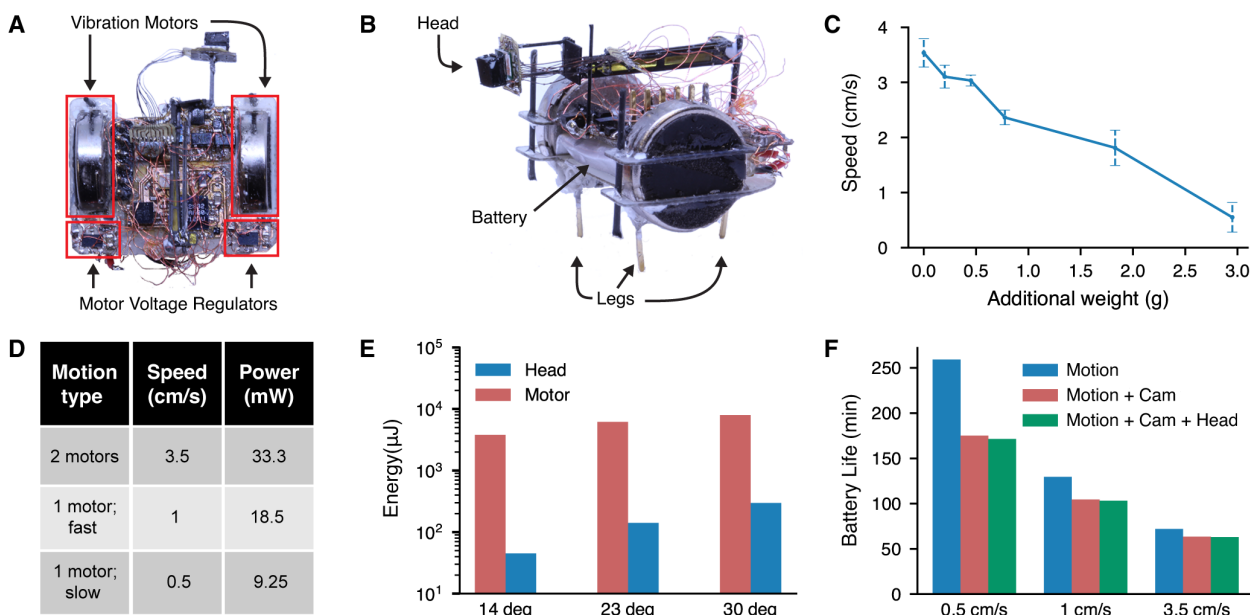 A
Vibration Motors
Motor Voltage Regulators
B
Head
Battery
Legs
C
Speed (cm/s)
4
3
2
1
0
0.0 0.5 1.0 1.5 2.0 2.5 3.0
Additional weight (g)
D
Motion
type
Speed
(cm/s)
Power
(mW)
2 motors 3.5 33.3
1 motor;
fast
1 18.5
1 motor;
slow
0.5 9.25
E
Energy(µJ)
10⁵
10⁴
10³
10²
10¹
Head
Motor
14 deg 23 deg 30 deg
F
Battery Life (min)
250
200
150
100
50
0
Motion
Motion + Cam
Motion + Cam + Head
0.5 cm/s 1 cm/s 3.5 cm/s